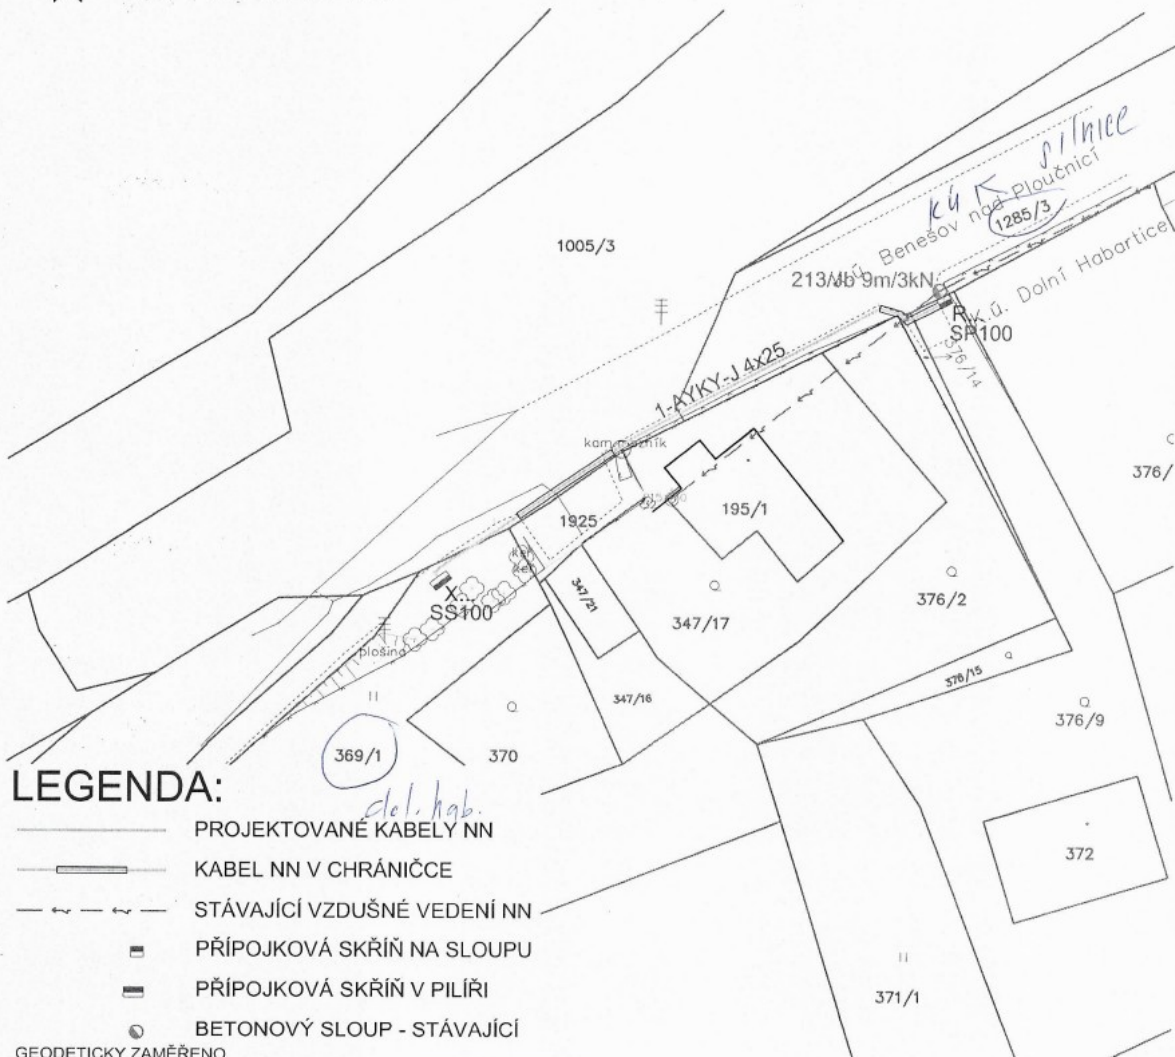 silnice
k.ú. Benešov nad Ploučnicí
1285/3
1005/3
213/Jb 9m/3kN
k.ú. Dolní Habartice
R...
SP100
376/14
1-AYKY-J 4x25
376/
195/1
1925
keř
keř
X...
SS100
347/21
347/17
376/2
plošina
347/16
376/15
376/9
369/1
370
dol. hab.
372
371/1
LEGENDA:
PROJEKTOVANÉ KABELY NN
KABEL NN V CHRÁNIČCE
STÁVAJÍCÍ VZDUŠNÉ VEDENÍ NN
PŘÍPOJKOVÁ SKŘÍŇ NA SLOUPU
PŘÍPOJKOVÁ SKŘÍŇ V PILÍŘI
BETONOVÝ SLOUP - STÁVAJÍCÍ
GEODETICKY ZAMĚŘENO